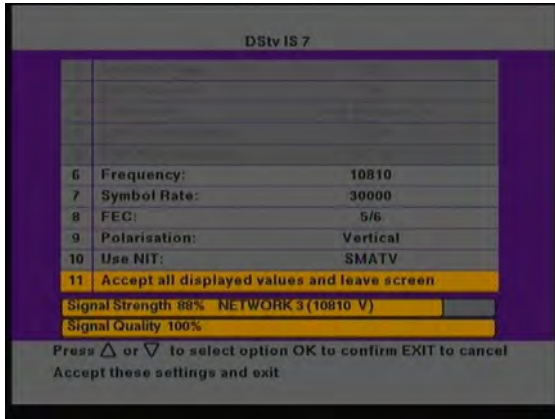 DStv IS 7
6 Frequency: 10810
7 Symbol Rate: 30000
8 FEC: 5/6
9 Polarisation: Vertical
10 Use NIT: SMATV
11 Accept all displayed values and leave screen
Signal Strength 88% NETWORK 3 (10810 V)
Signal Quality 100%
Press △ or ▽ to select option OK to confirm EXIT to cancel
Accept these settings and exit